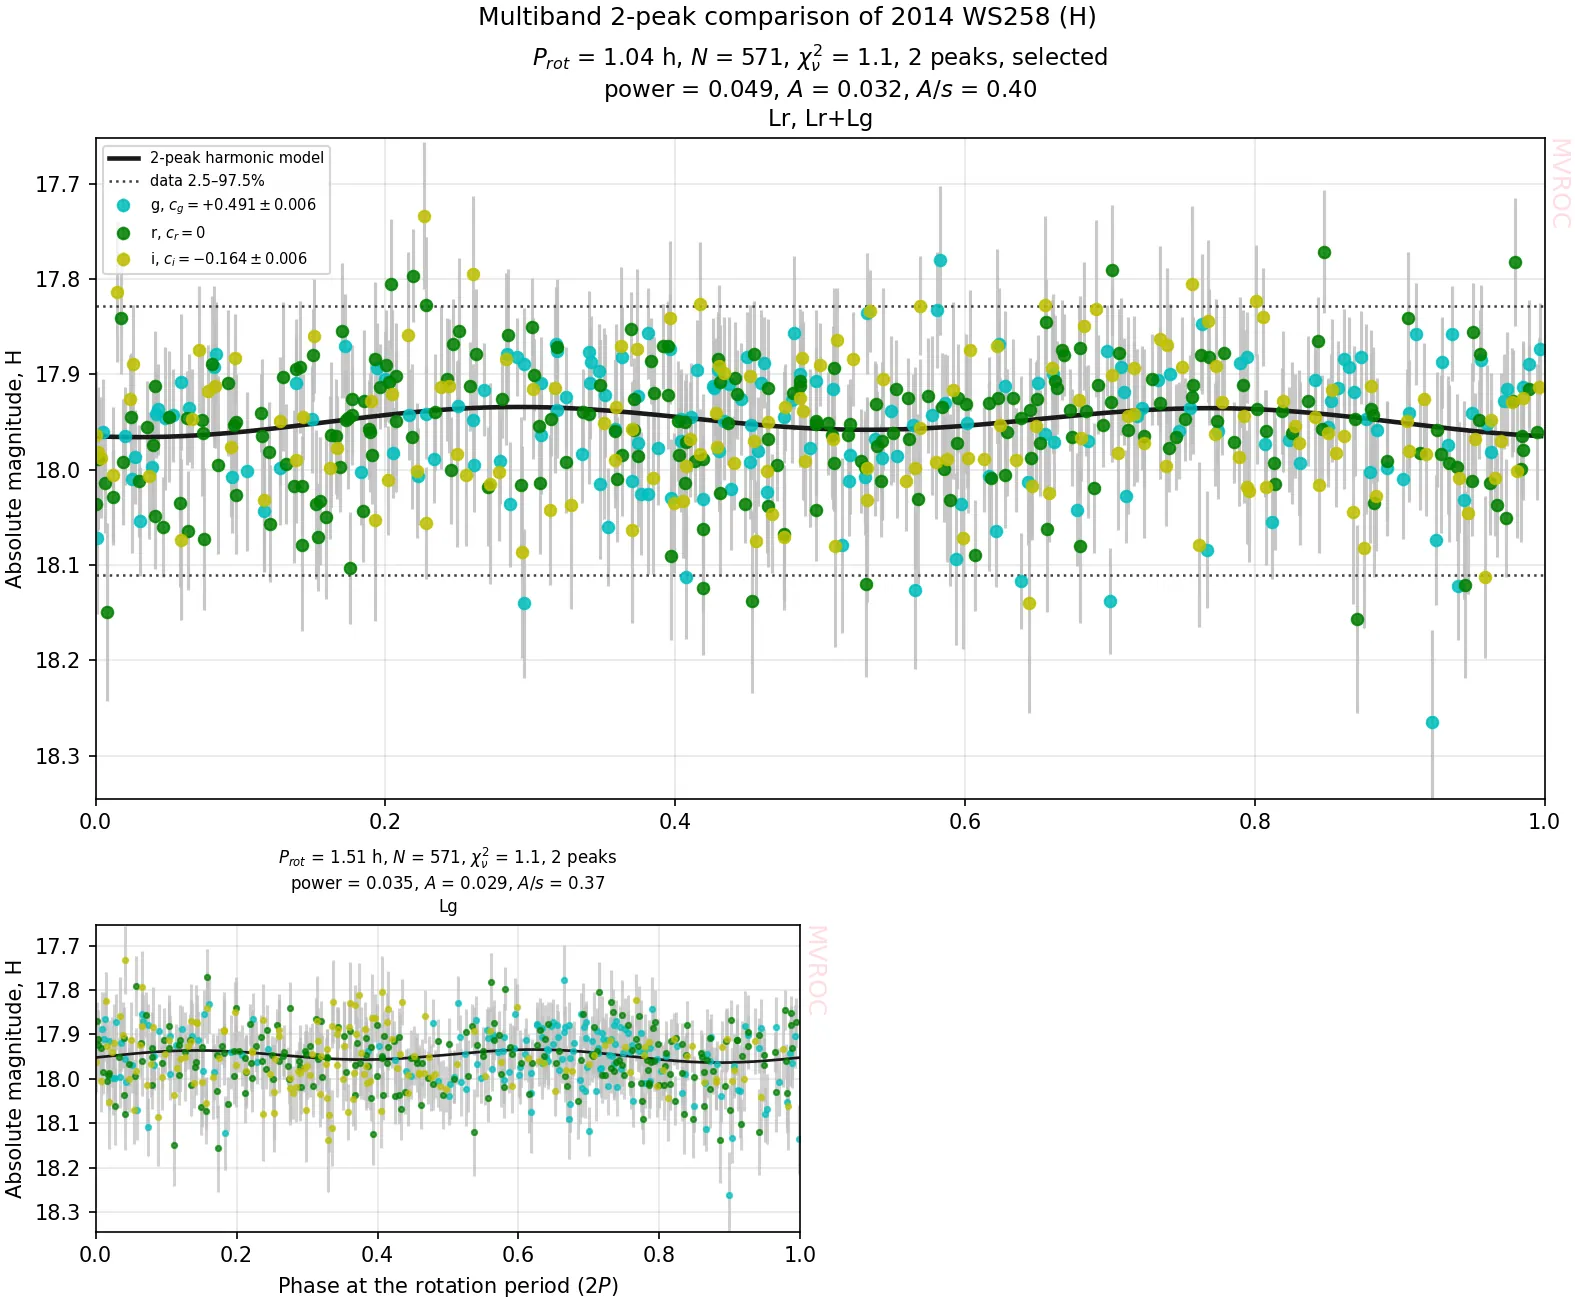 Multiband 2-peak comparison of 2014 WS258 (H)
P_rot = 1.04 h, N = 571, χ²_ν = 1.1, 2 peaks, selected
power = 0.049, A = 0.032, A/s = 0.40
Lr, Lr+Lg
2-peak harmonic model
data 2.5–97.5%
g, c_g = +0.491 ± 0.006
r, c_r = 0
i, c_i = −0.164 ± 0.006
MVROC
Absolute magnitude, H
17.7
17.8
17.9
18.0
18.1
18.2
18.3
0.0 0.2 0.4 0.6 0.8 1.0
P_rot = 1.51 h, N = 571, χ²_ν = 1.1, 2 peaks
power = 0.035, A = 0.029, A/s = 0.37
Lg
MVROC
Absolute magnitude, H
17.7
17.8
17.9
18.0
18.1
18.2
18.3
0.0 0.2 0.4 0.6 0.8 1.0
Phase at the rotation period (2P)